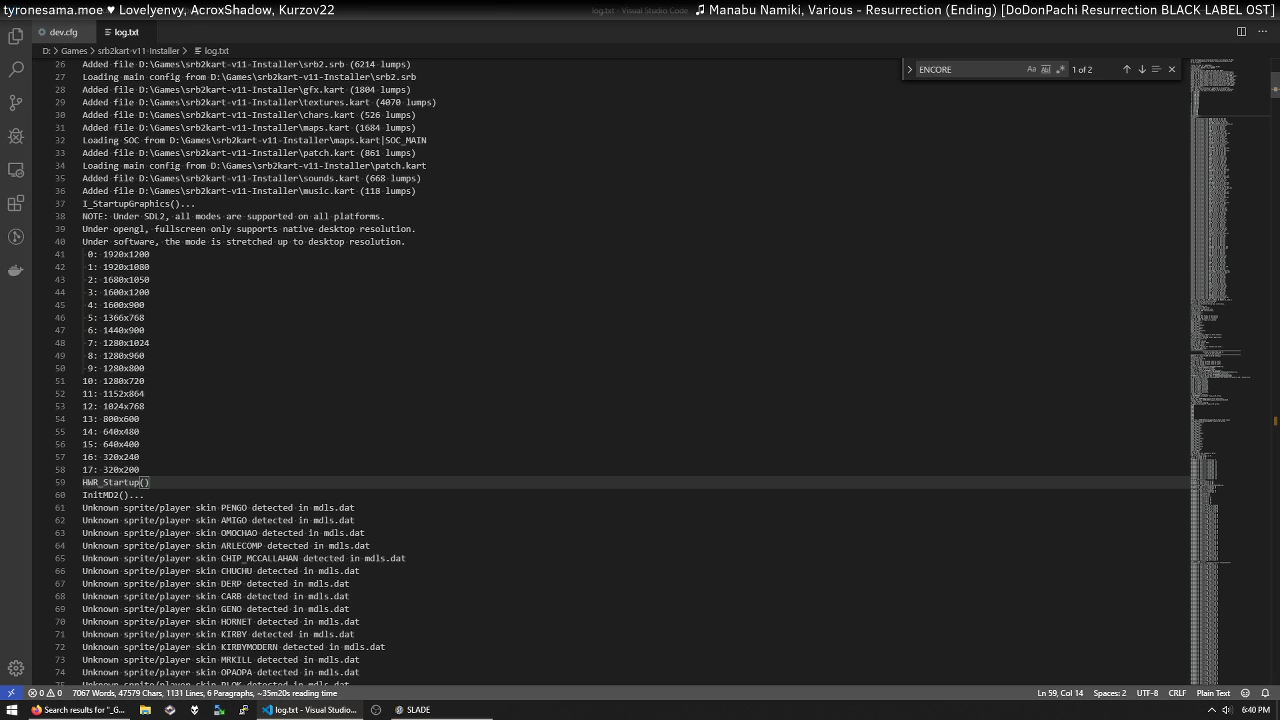 tyronesama.moe ♥ Lovelyenvy, AcroxShadow, Kurzov22
Visual Studio Code
♫ Manabu Namiki, Various - Resurrection (Ending) [DoDonPachi Resurrection BLACK LABEL OST]
dev.cfg
log.txt
D: > Games > srb2kart-v11-Installer > log.txt
ENCORE
Aa
1 of 2
26 Added file D:\Games\srb2kart-v11-Installer\srb2.srb (6214 lumps)
27 Loading main config from D:\Games\srb2kart-v11-Installer\srb2.srb
28 Added file D:\Games\srb2kart-v11-Installer\gfx.kart (1804 lumps)
29 Added file D:\Games\srb2kart-v11-Installer\textures.kart (4070 lumps)
30 Added file D:\Games\srb2kart-v11-Installer\chars.kart (526 lumps)
31 Added file D:\Games\srb2kart-v11-Installer\maps.kart (1684 lumps)
32 Loading SOC from D:\Games\srb2kart-v11-Installer\maps.kart|SOC_MAIN
33 Added file D:\Games\srb2kart-v11-Installer\patch.kart (861 lumps)
34 Loading main config from D:\Games\srb2kart-v11-Installer\patch.kart
35 Added file D:\Games\srb2kart-v11-Installer\sounds.kart (668 lumps)
36 Added file D:\Games\srb2kart-v11-Installer\music.kart (118 lumps)
37 I_StartupGraphics()...
38 NOTE: Under SDL2, all modes are supported on all platforms.
39 Under opengl, fullscreen only supports native desktop resolution.
40 Under software, the mode is stretched up to desktop resolution.
41 0: 1920x1200
42 1: 1920x1080
43 2: 1680x1050
44 3: 1600x1200
45 4: 1600x900
46 5: 1366x768
47 6: 1440x900
48 7: 1280x1024
49 8: 1280x960
50 9: 1280x800
51 10: 1280x720
52 11: 1152x864
53 12: 1024x768
54 13: 800x600
55 14: 640x480
56 15: 640x400
57 16: 320x240
58 17: 320x200
59 HWR_Startup()
60 InitMD2()...
61 Unknown sprite/player skin PENGO detected in mdls.dat
62 Unknown sprite/player skin AMIGO detected in mdls.dat
63 Unknown sprite/player skin OMOCHAO detected in mdls.dat
64 Unknown sprite/player skin ARLECOMP detected in mdls.dat
65 Unknown sprite/player skin CHIP_MCCALLAHAN detected in mdls.dat
66 Unknown sprite/player skin CHUCHU detected in mdls.dat
67 Unknown sprite/player skin DERP detected in mdls.dat
68 Unknown sprite/player skin CARB detected in mdls.dat
69 Unknown sprite/player skin GENO detected in mdls.dat
70 Unknown sprite/player skin HORNET detected in mdls.dat
71 Unknown sprite/player skin KIRBY detected in mdls.dat
72 Unknown sprite/player skin KIRBYMODERN detected in mdls.dat
73 Unknown sprite/player skin MRKILL detected in mdls.dat
74 Unknown sprite/player skin OPAOPA detected in mdls.dat
0 0 7067 Words, 47579 Chars, 1131 Lines, 6 Paragraphs, ~35m20s reading time
Ln 59, Col 14 Spaces: 2 UTF-8 CRLF Plain Text
Search results for "_G...
log.txt - Visual Studio...
SLADE
6:40 PM